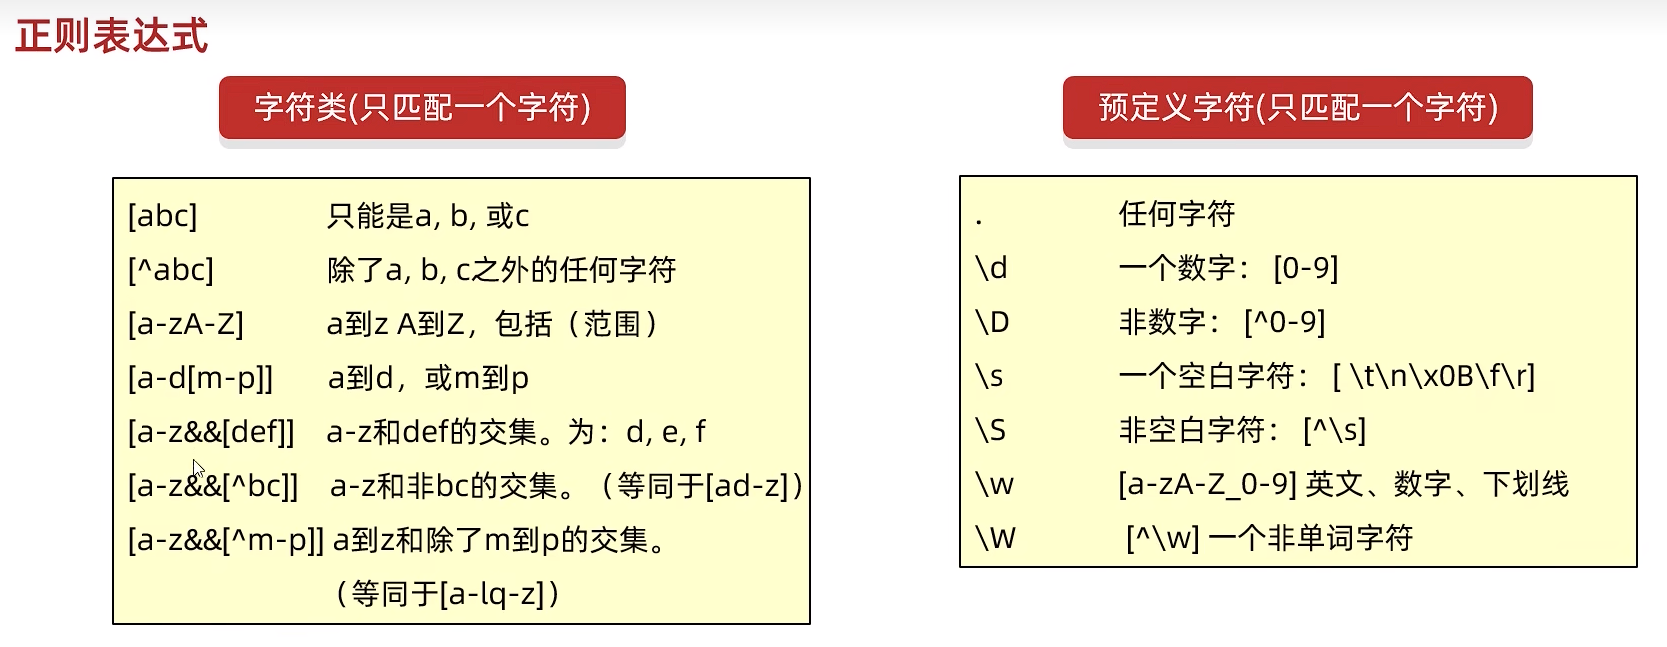 正则表达式
字符类(只匹配一个字符)
[abc] 只能是a, b, 或c
[^abc] 除了a, b, c之外的任何字符
[a-zA-Z] a到z A到Z，包括（范围）
[a-d[m-p]] a到d，或m到p
[a-z&&[def]] a-z和def的交集。为：d, e, f
[a-z&&[^bc]] a-z和非bc的交集。（等同于[ad-z]）
[a-z&&[^m-p]] a到z和除了m到p的交集。
（等同于[a-lq-z]）
预定义字符(只匹配一个字符)
. 任何字符
\d 一个数字： [0-9]
\D 非数字： [^0-9]
\s 一个空白字符： [ \t\n\x0B\f\r]
\S 非空白字符： [^\s]
\w [a-zA-Z_0-9] 英文、数字、下划线
\W [^\w] 一个非单词字符